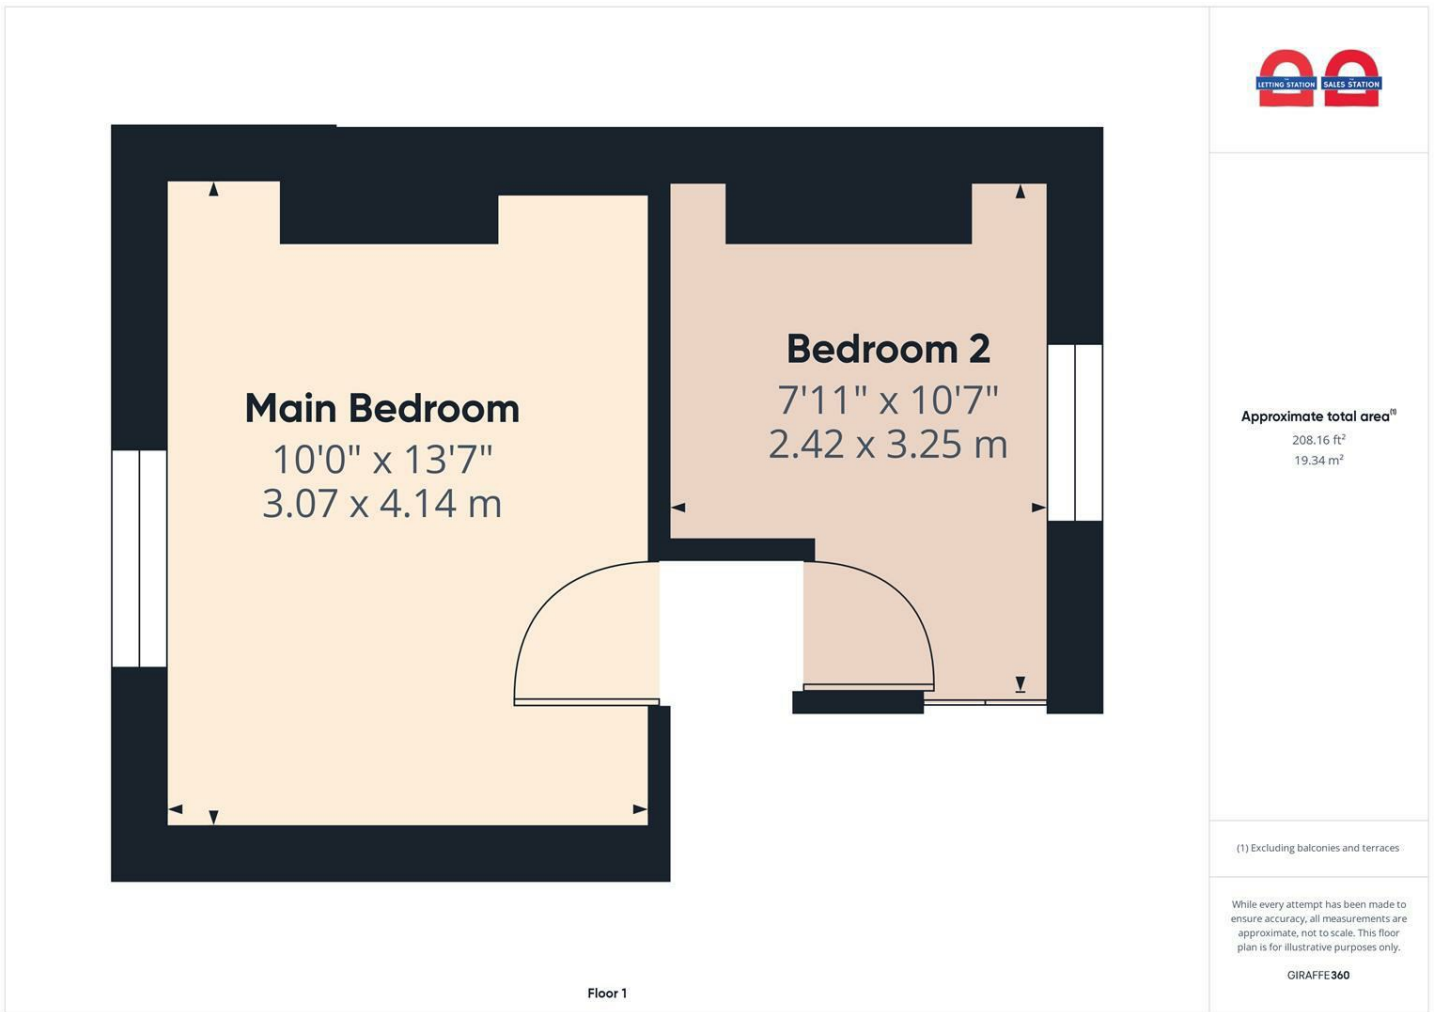 LETTING STATION
SALES STATION
Main Bedroom
10'0" x 13'7"
3.07 x 4.14 m
Bedroom 2
7'11" x 10'7"
2.42 x 3.25 m
Floor 1
Approximate total area(1)
208.16 ft²
19.34 m²
(1) Excluding balconies and terraces
While every attempt has been made to
ensure accuracy, all measurements are
approximate, not to scale. This floor
plan is for illustrative purposes only.
GIRAFFE360